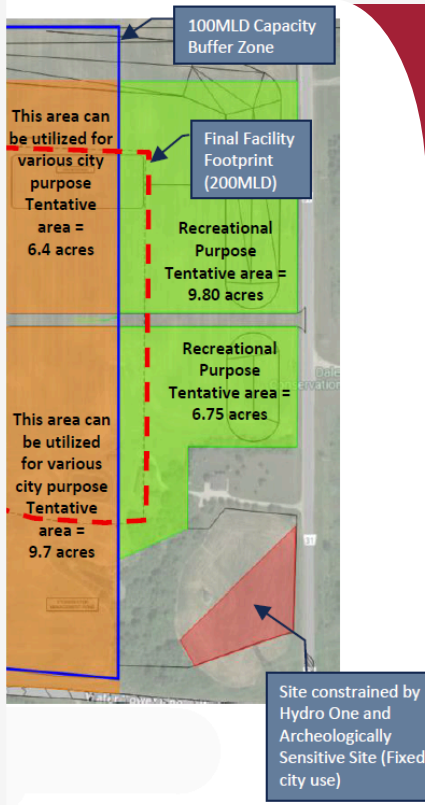 100MLD Capacity
Buffer Zone
This area can
be utilized for
various city
purpose
Tentative
area =
6.4 acres
Final Facility
Footprint
(200MLD)
Recreational
Purpose
Tentative area =
9.80 acres
Recreational
Purpose
Tentative area =
6.75 acres
Dale
Conservation
This area can
be utilized
for various
city purpose
Tentative
area =
9.7 acres
31
Site constrained by
Hydro One and
Archeologically
Sensitive Site (Fixed
city use)